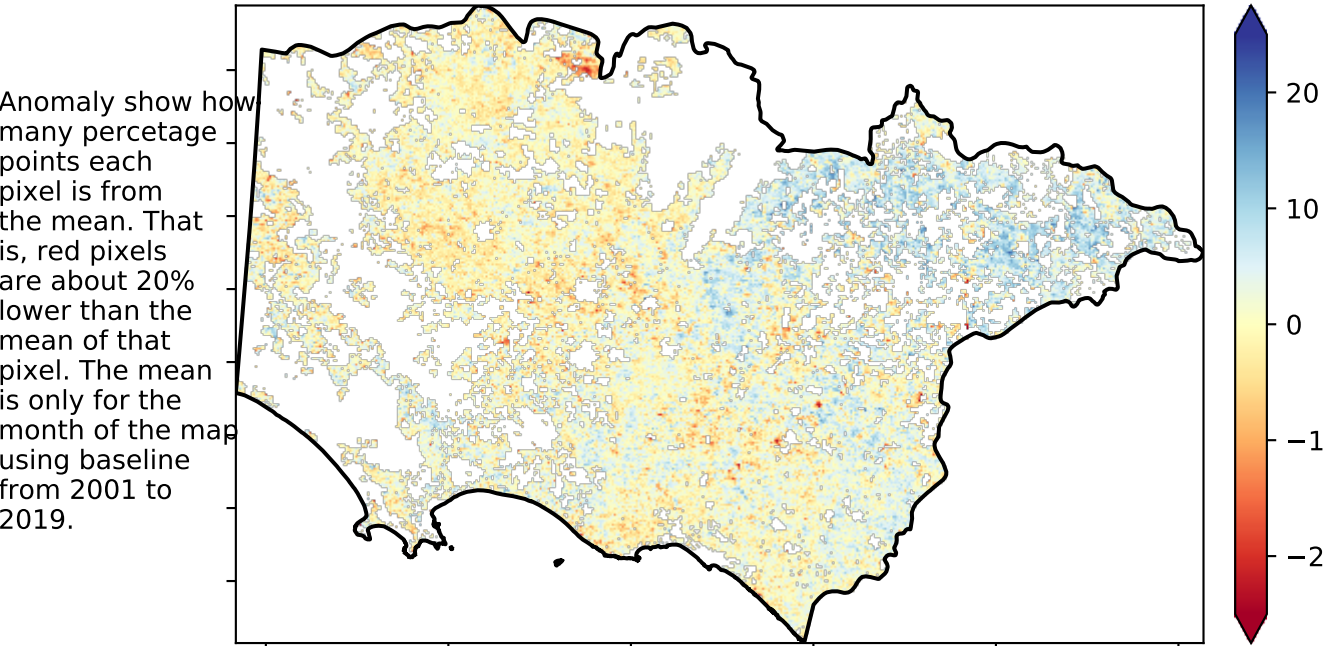 Anomaly show how
many percetage
points each
pixel is from
the mean. That
is, red pixels
are about 20%
lower than the
mean of that
pixel. The mean
is only for the
month of the map
using baseline
from 2001 to
2019.
20
10
0
−1
−2